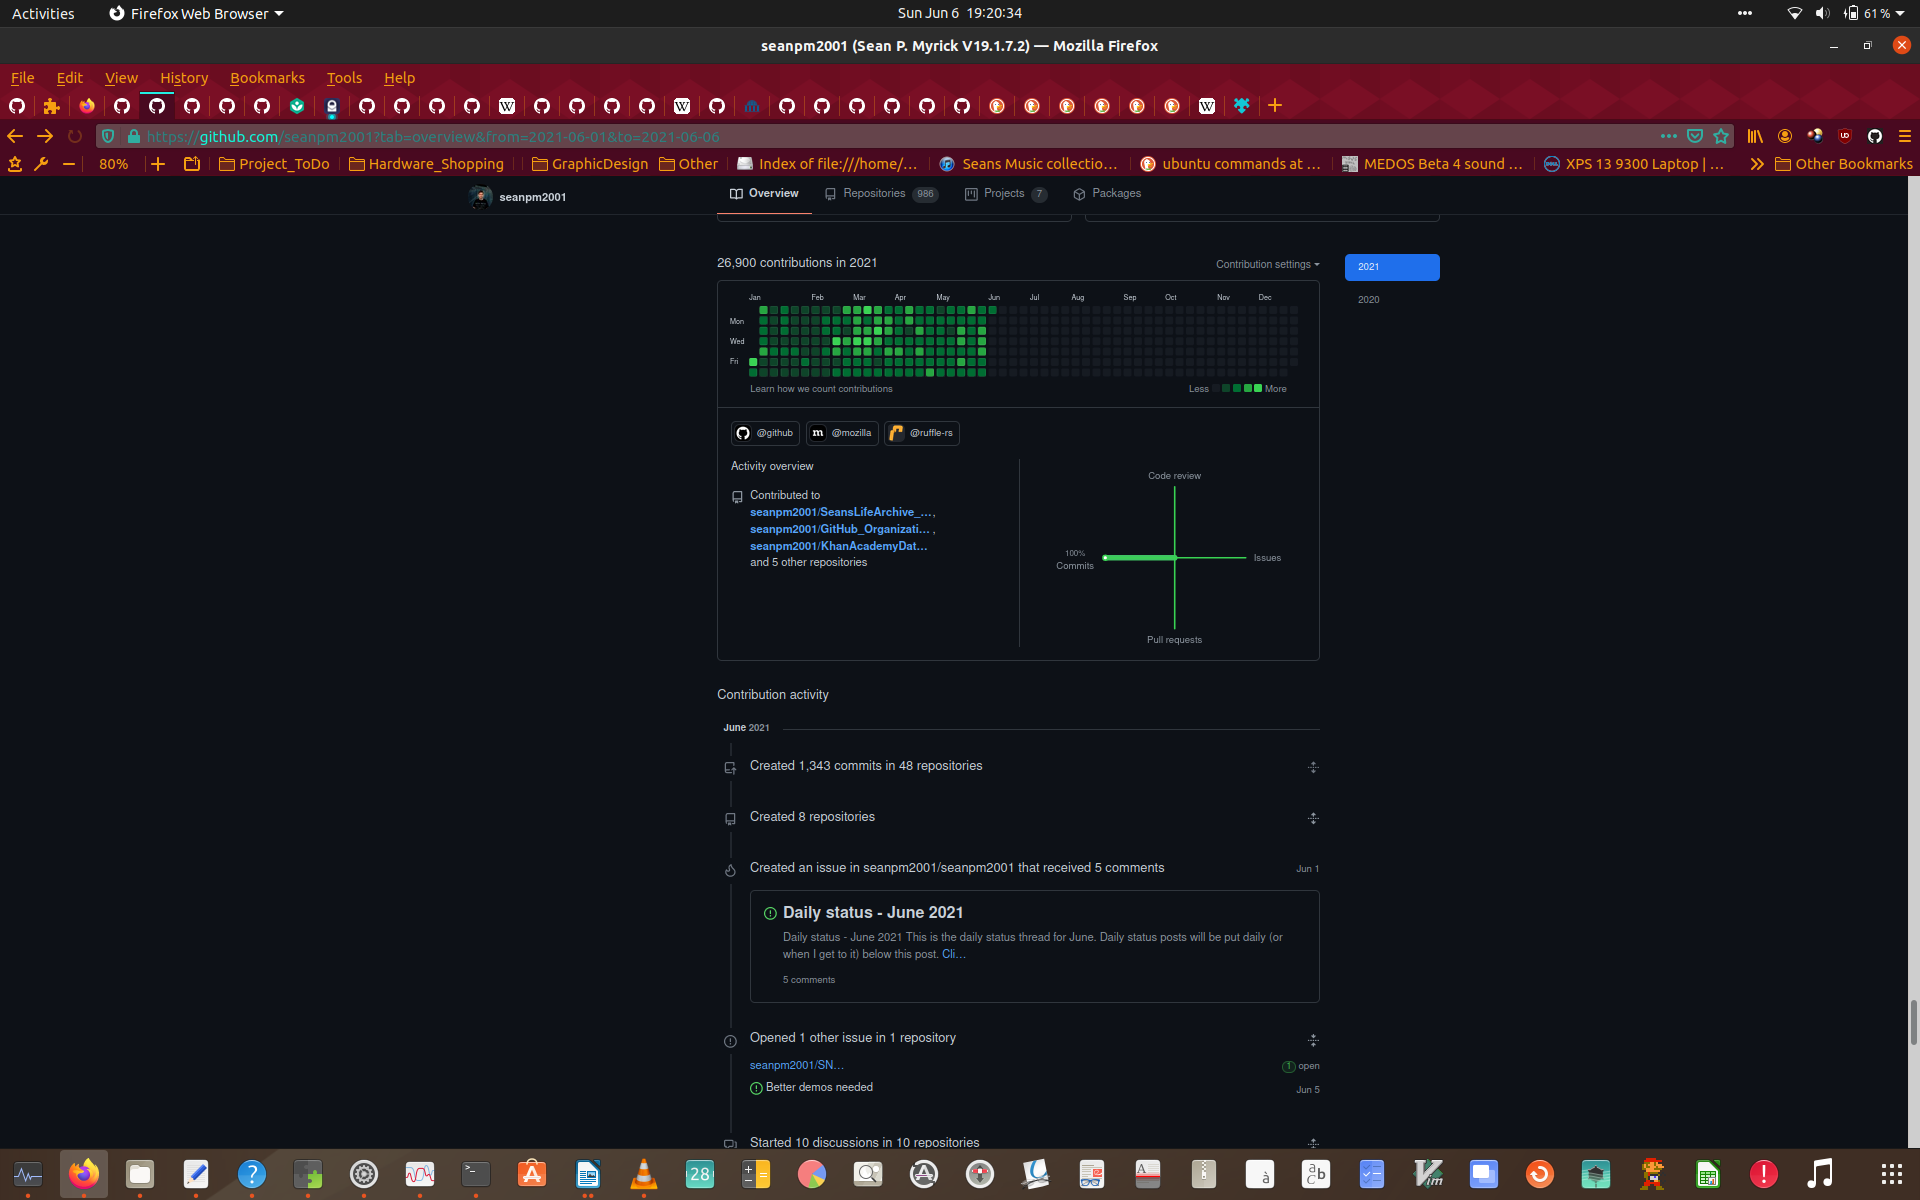 Activities
Firefox Web Browser
Sun Jun 6 19:20:34
61 %
seanpm2001 (Sean P. Myrick V19.1.7.2) — Mozilla Firefox
File Edit View History Bookmarks Tools Help
https://github.com/seanpm2001?tab=overview&from=2021-06-01&to=2021-06-06
80%
Project_ToDo
Hardware_Shopping
GraphicDesign
Other
Index of file:///home/…
Seans Music collectio…
ubuntu commands at …
MEDOS Beta 4 sound …
XPS 13 9300 Laptop | …
Other Bookmarks
seanpm2001
Overview
Repositories 986
Projects 7
Packages
26,900 contributions in 2021
Contribution settings
2021
2020
Jan Feb Mar Apr May Jun Jul Aug Sep Oct Nov Dec
Mon
Wed
Fri
Learn how we count contributions
Less More
@github
@mozilla
@ruffle-rs
Activity overview
Contributed to
seanpm2001/SeansLifeArchive_…,
seanpm2001/GitHub_Organizati… ,
seanpm2001/KhanAcademyDat…
and 5 other repositories
Code review
100%
Commits
Issues
Pull requests
Contribution activity
June 2021
Created 1,343 commits in 48 repositories
Created 8 repositories
Created an issue in seanpm2001/seanpm2001 that received 5 comments
Jun 1
Daily status - June 2021
Daily status - June 2021 This is the daily status thread for June. Daily status posts will be put daily (or
when I get to it) below this post. Cli…
5 comments
Opened 1 other issue in 1 repository
seanpm2001/SN…
1 open
Better demos needed
Jun 5
Started 10 discussions in 10 repositories
28